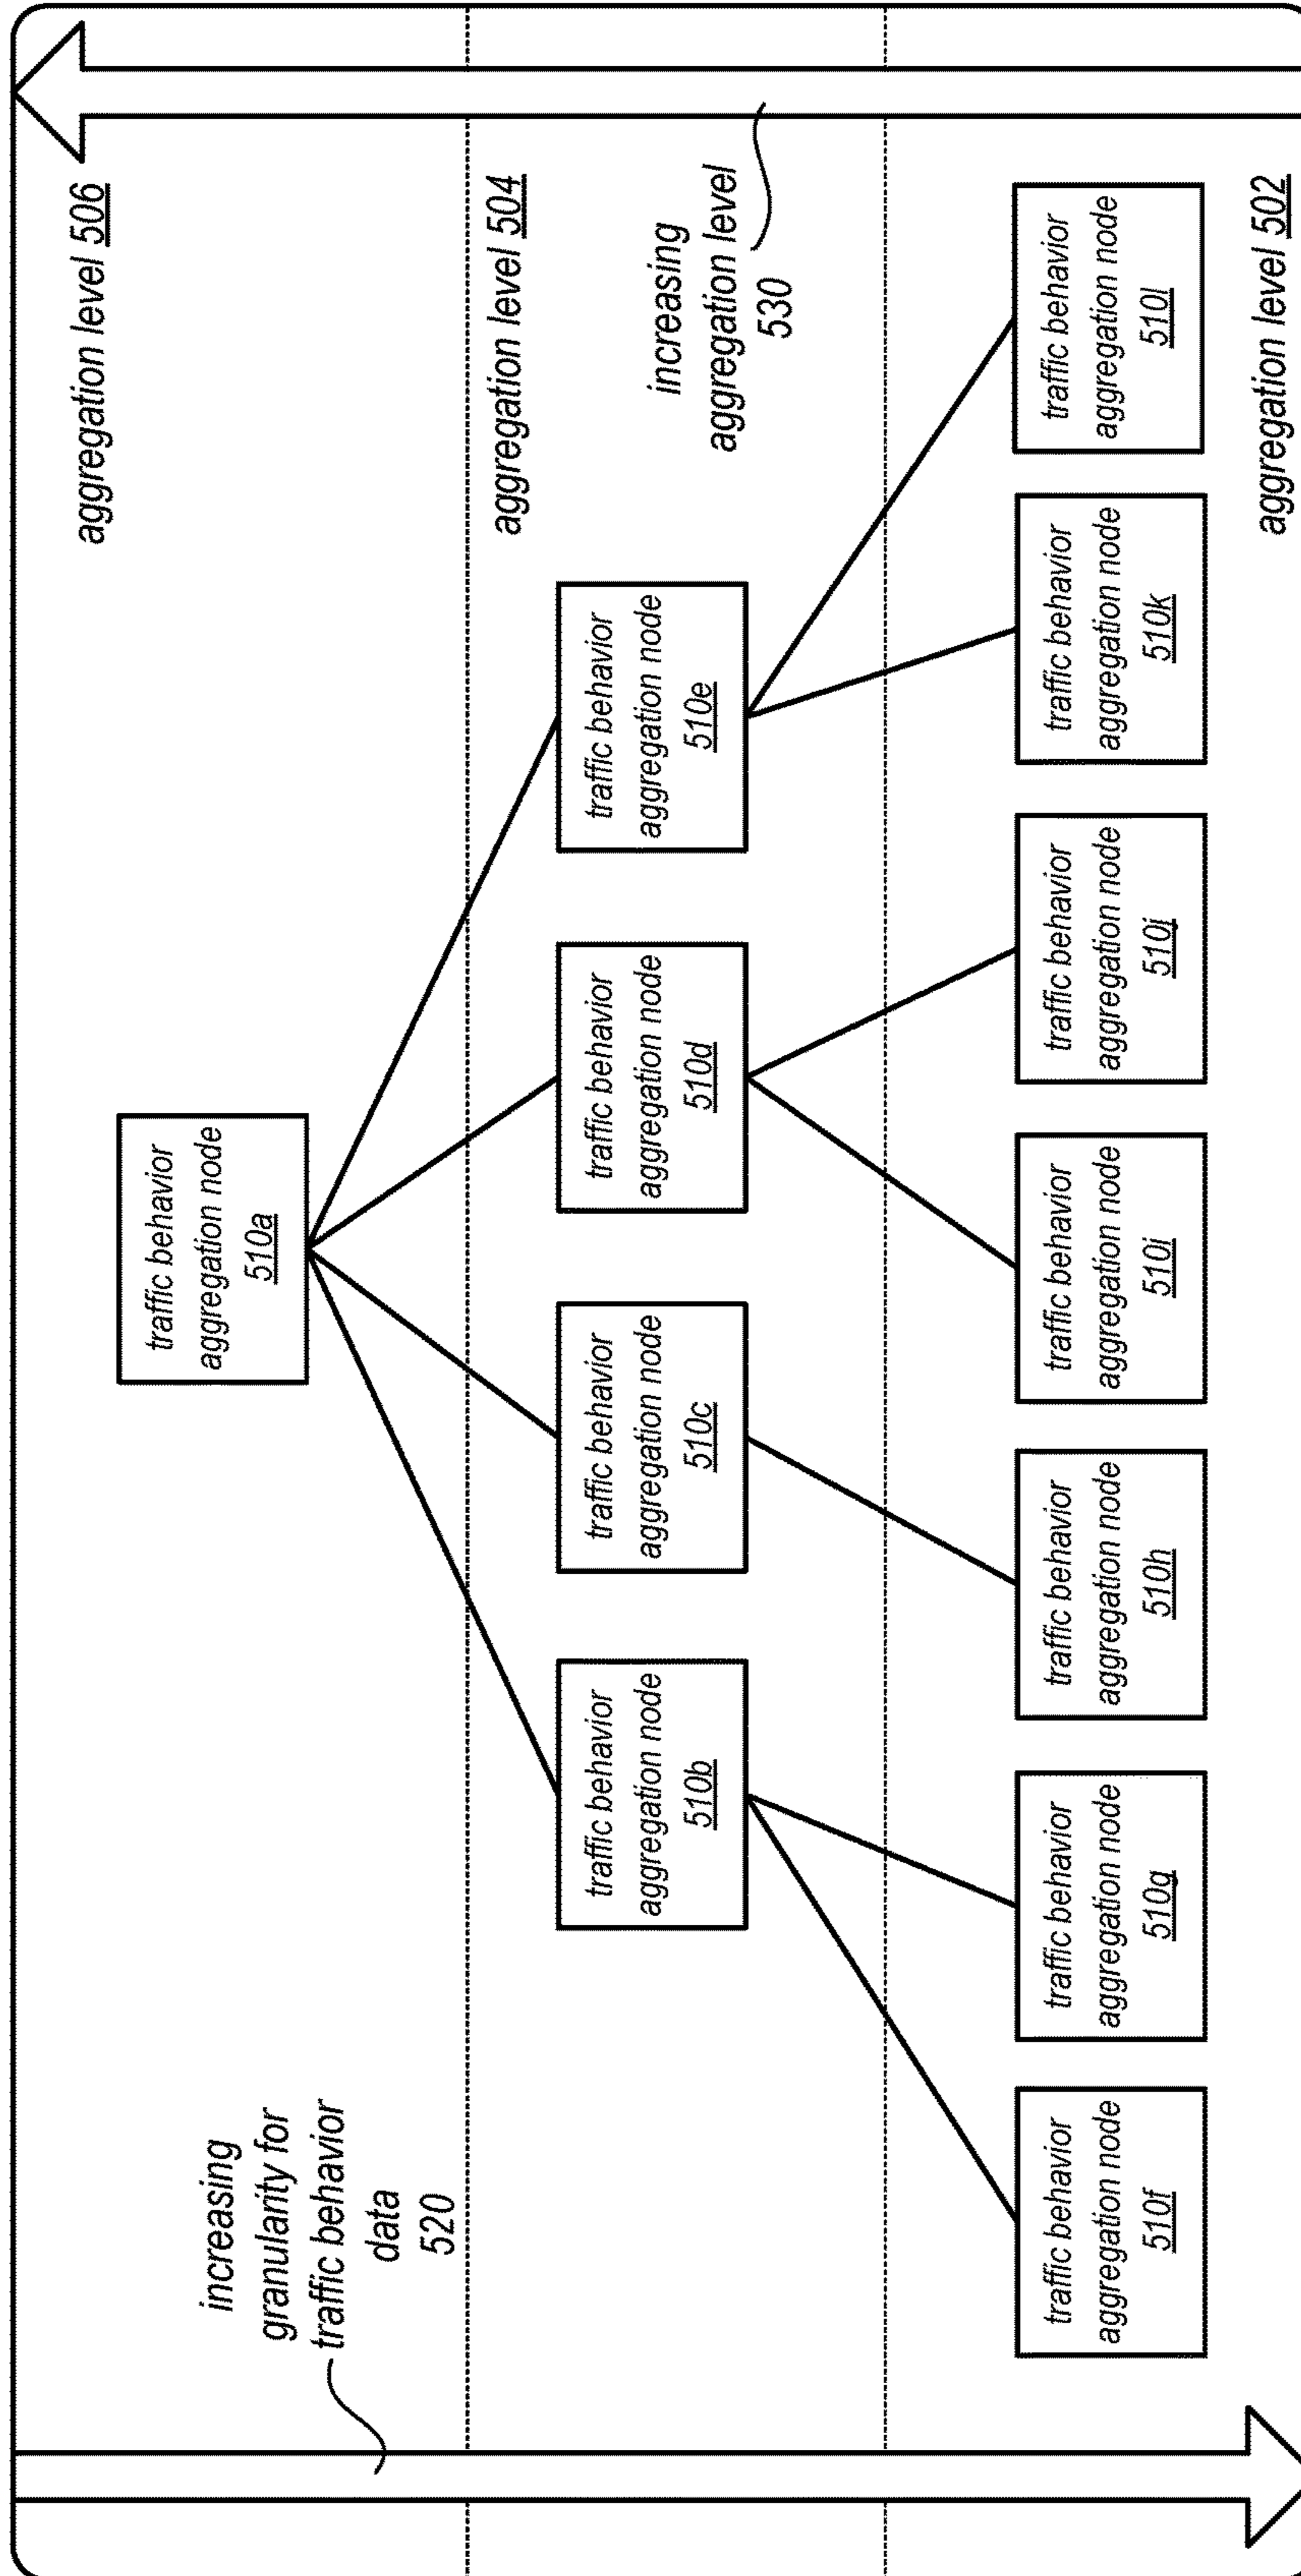 aggregation level 506
traffic behavior
aggregation node
510a
increasing
granularity for
traffic behavior
data
520
aggregation level 504
traffic behavior
aggregation node
510b
traffic behavior
aggregation node
510c
traffic behavior
aggregation node
510d
traffic behavior
aggregation node
510e
increasing
aggregation level
530
traffic behavior
aggregation node
510f
traffic behavior
aggregation node
510g
traffic behavior
aggregation node
510h
traffic behavior
aggregation node
510i
traffic behavior
aggregation node
510j
traffic behavior
aggregation node
510k
traffic behavior
aggregation node
510l
aggregation level 502